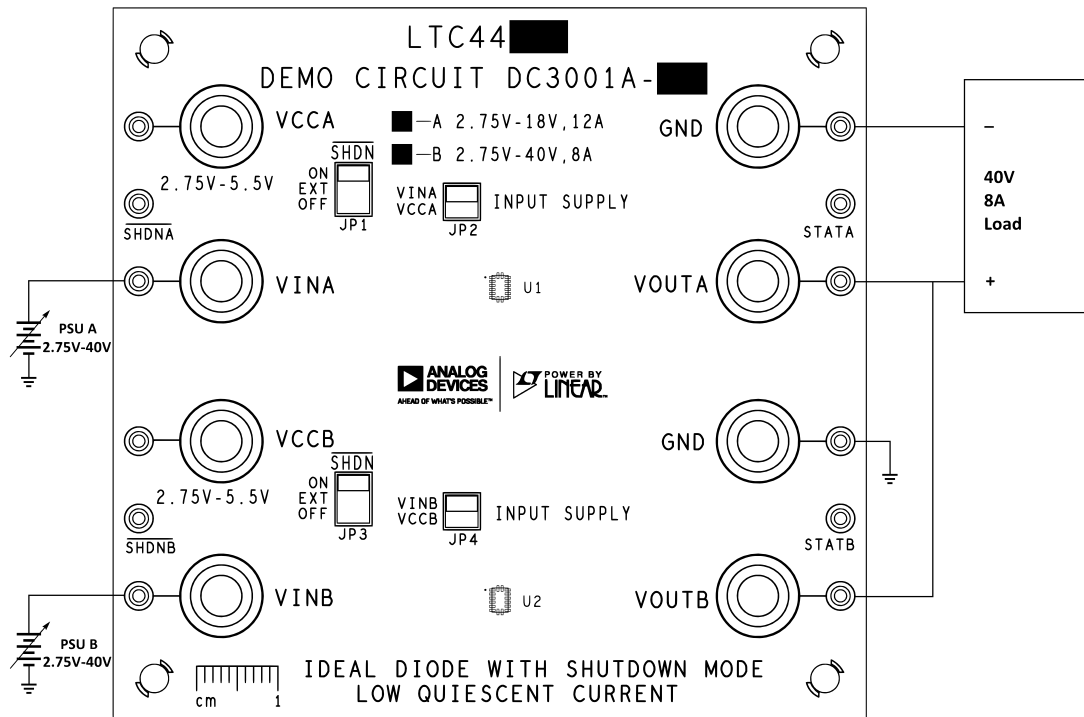 LTC44
DEMO CIRCUIT DC3001A-
VCCA
-A 2.75V-18V,12A
-B 2.75V-40V,8A
GND
2.75V-5.5V
SHDN
ON
EXT
OFF
JP1
VINA
VCCA
INPUT SUPPLY
JP2
SHDNA
STATA
VINA
U1
VOUTA
−
40V
8A
Load
+
PSU A
2.75V-40V
ANALOG
DEVICES
AHEAD OF WHAT'S POSSIBLE™
LT
POWER BY
LINEAR™
VCCB
GND
2.75V-5.5V
SHDN
ON
EXT
OFF
JP3
VINB
VCCB
INPUT SUPPLY
JP4
SHDNB
STATB
VINB
U2
VOUTB
PSU B
2.75V-40V
IDEAL DIODE WITH SHUTDOWN MODE
LOW QUIESCENT CURRENT
cm 1